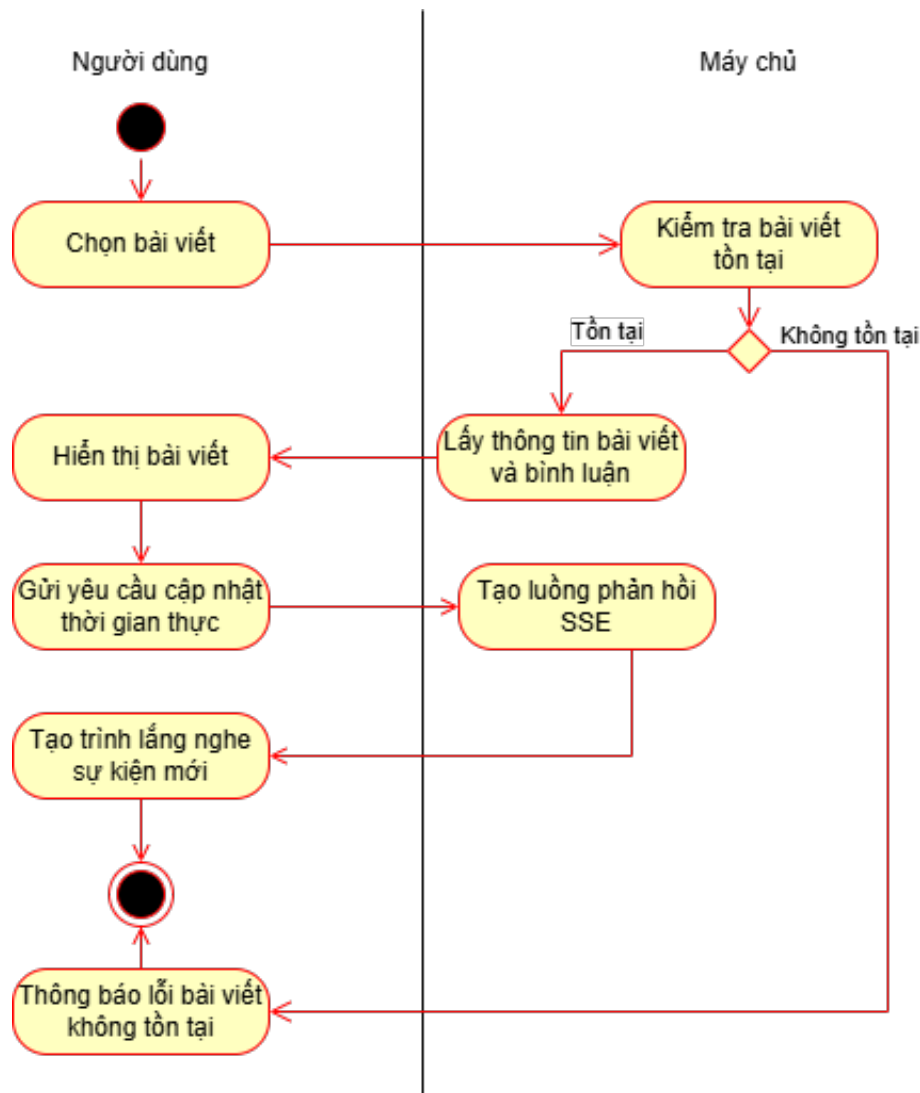 Người dùng
Máy chủ
Chọn bài viết
Kiểm tra bài viết
tồn tại
Tồn tại
Không tồn tại
Hiển thị bài viết
Lấy thông tin bài viết
và bình luận
Gửi yêu cầu cập nhật
thời gian thực
Tạo luồng phản hồi
SSE
Tạo trình lắng nghe
sự kiện mới
Thông báo lỗi bài viết
không tồn tại